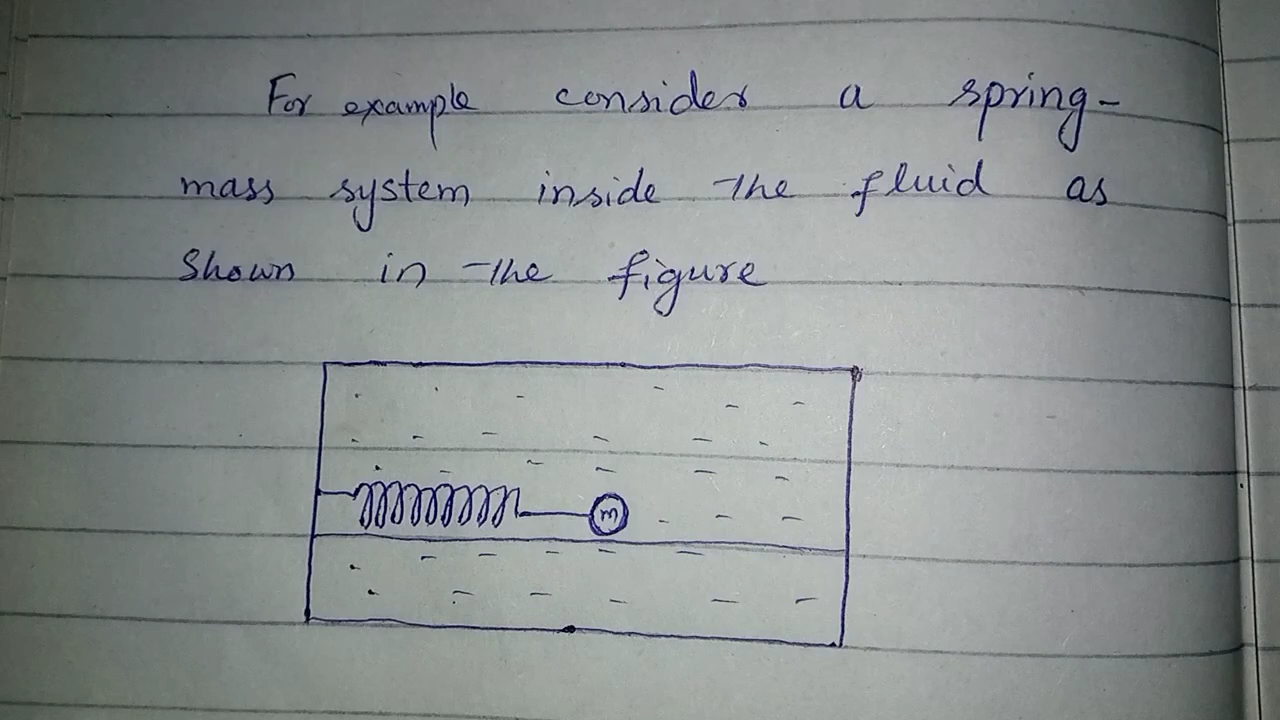 For example consider a spring-
mass system inside the fluid as
Shown in the figure
m